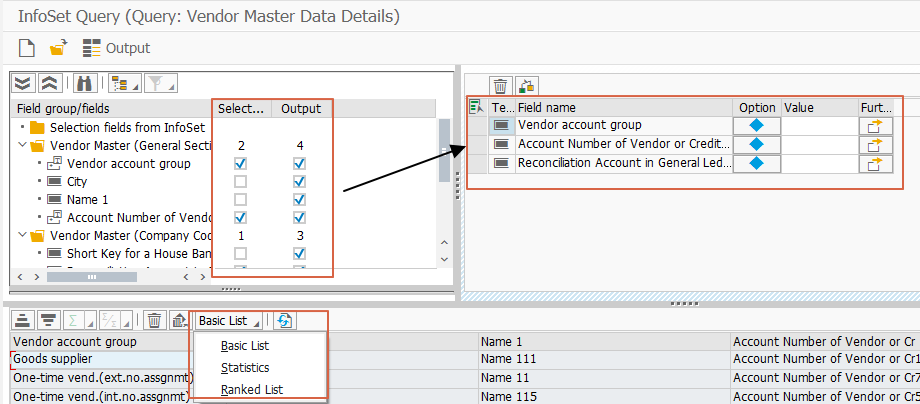 InfoSet Query (Query: Vendor Master Data Details)
Output
Field group/fields Select... Output
Selection fields from InfoSet
Vendor Master (General Secti 2 4
Vendor account group
City
Name 1
Account Number of Vendo
Vendor Master (Company Coo 1 3
Short Key for a House Ban
Te... Field name Option Value Furt...
Vendor account group
Account Number of Vendor or Credit...
Reconciliation Account in General Led...
Basic List
Basic List
Statistics
Ranked List
Vendor account group Name 1 Account Number of Vendor or Cr
Goods supplier Name 111 Account Number of Vendor or Cr1
One-time vend.(ext.no.assgnmt) Name 11 Account Number of Vendor or Cr7
One-time vend.(int.no.assgnmt) Name 115 Account Number of Vendor or Cr5